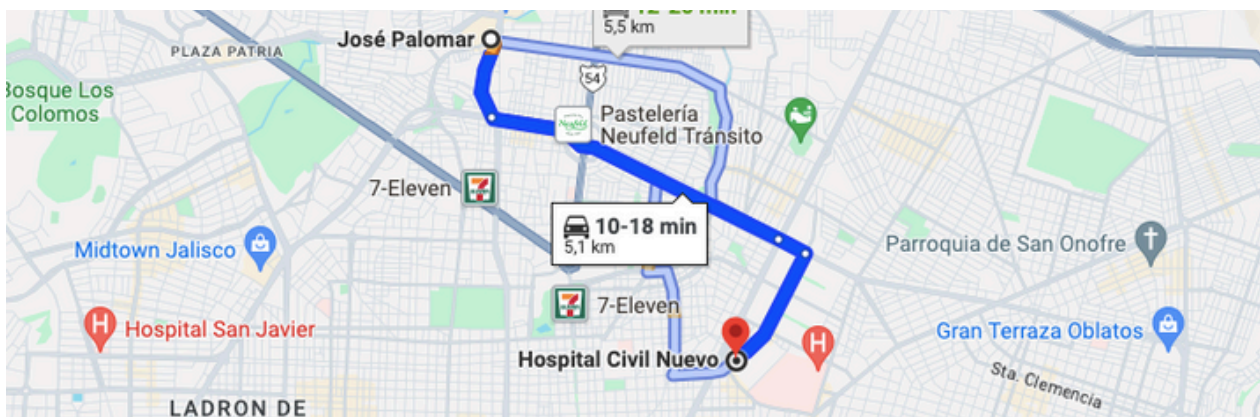 5,5 km
José Palomar
PLAZA PATRIA
54
Bosque Los
Colomos
Pastelería
Neufeld Tránsito
Neufeld
7-Eleven
10-18 min
5,1 km
Midtown Jalisco
Parroquia de San Onofre
7-Eleven
H
Hospital San Javier
Gran Terraza Oblatos
Hospital Civil Nuevo
H
Sta. Clemencia
LADRON DE